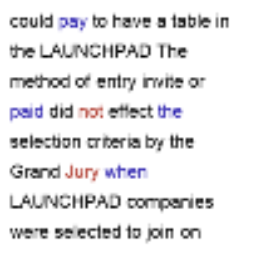 could pay to have a table in
the LAUNCHPAD The
method of entry invite or
paid did not effect the
selection criteria by the
Grand Jury when
LAUNCHPAD companies
were selected to join on